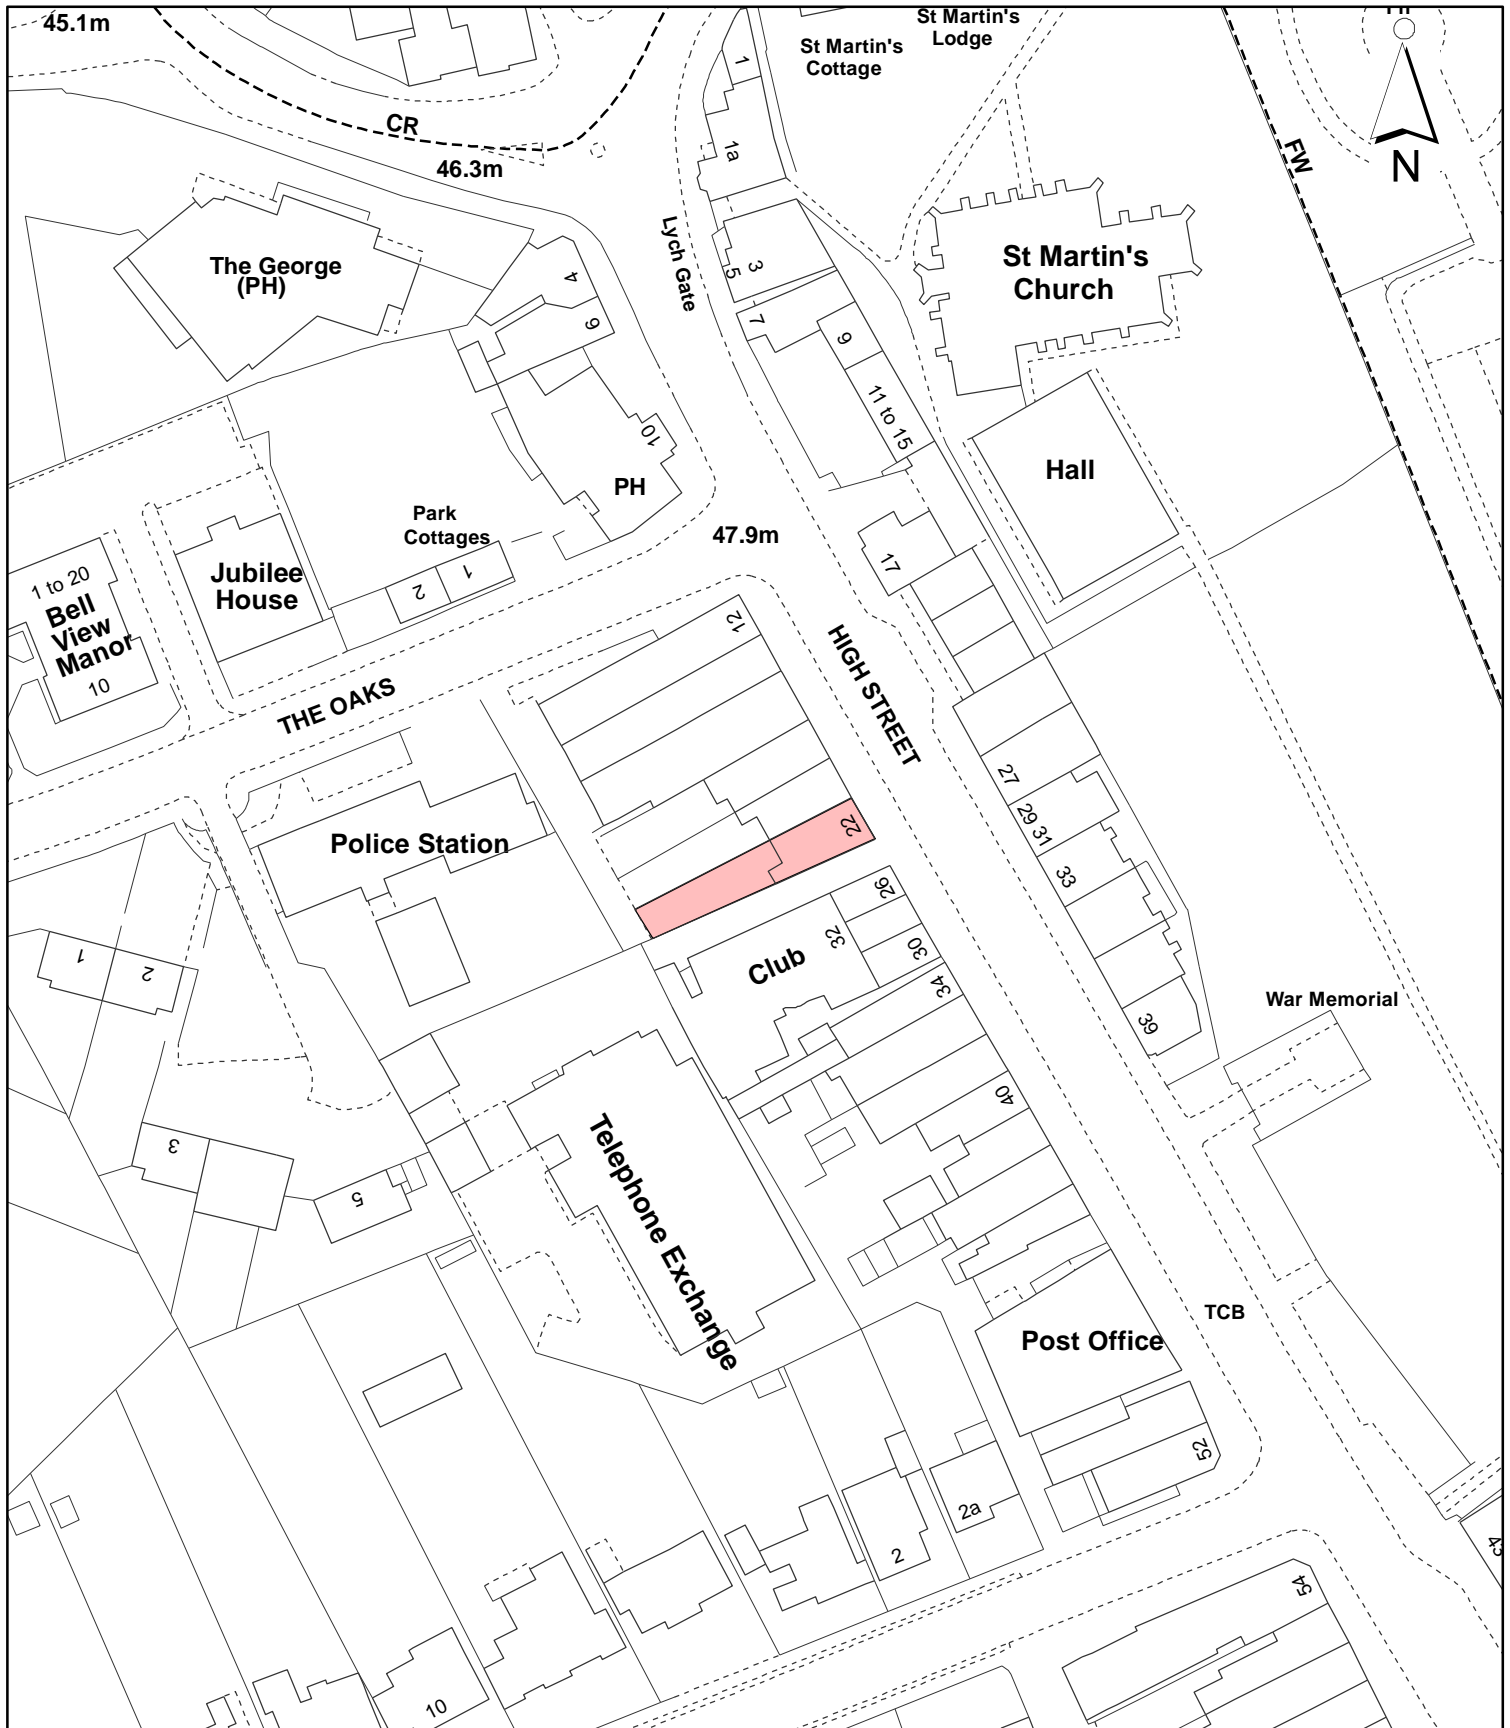 45.1m
St Martin's
Lodge
St Martin's
Cottage
1
CR
46.3m
1a
FW
N
Lych Gate
St Martin's
Church
The George
(PH)
4
6
3
5
7
9
11 to 15
10
PH
Hall
Park
Cottages
47.9m
1
2
17
Jubilee
House
1 to 20
Bell
View
Manor
10
12
THE OAKS
HIGH STREET
27
29 31
33
22
Police Station
26
32
30
Club
34
1
2
39
War Memorial
40
3
5
Telephone Exchange
TCB
Post Office
52
2a
2
43
54
10